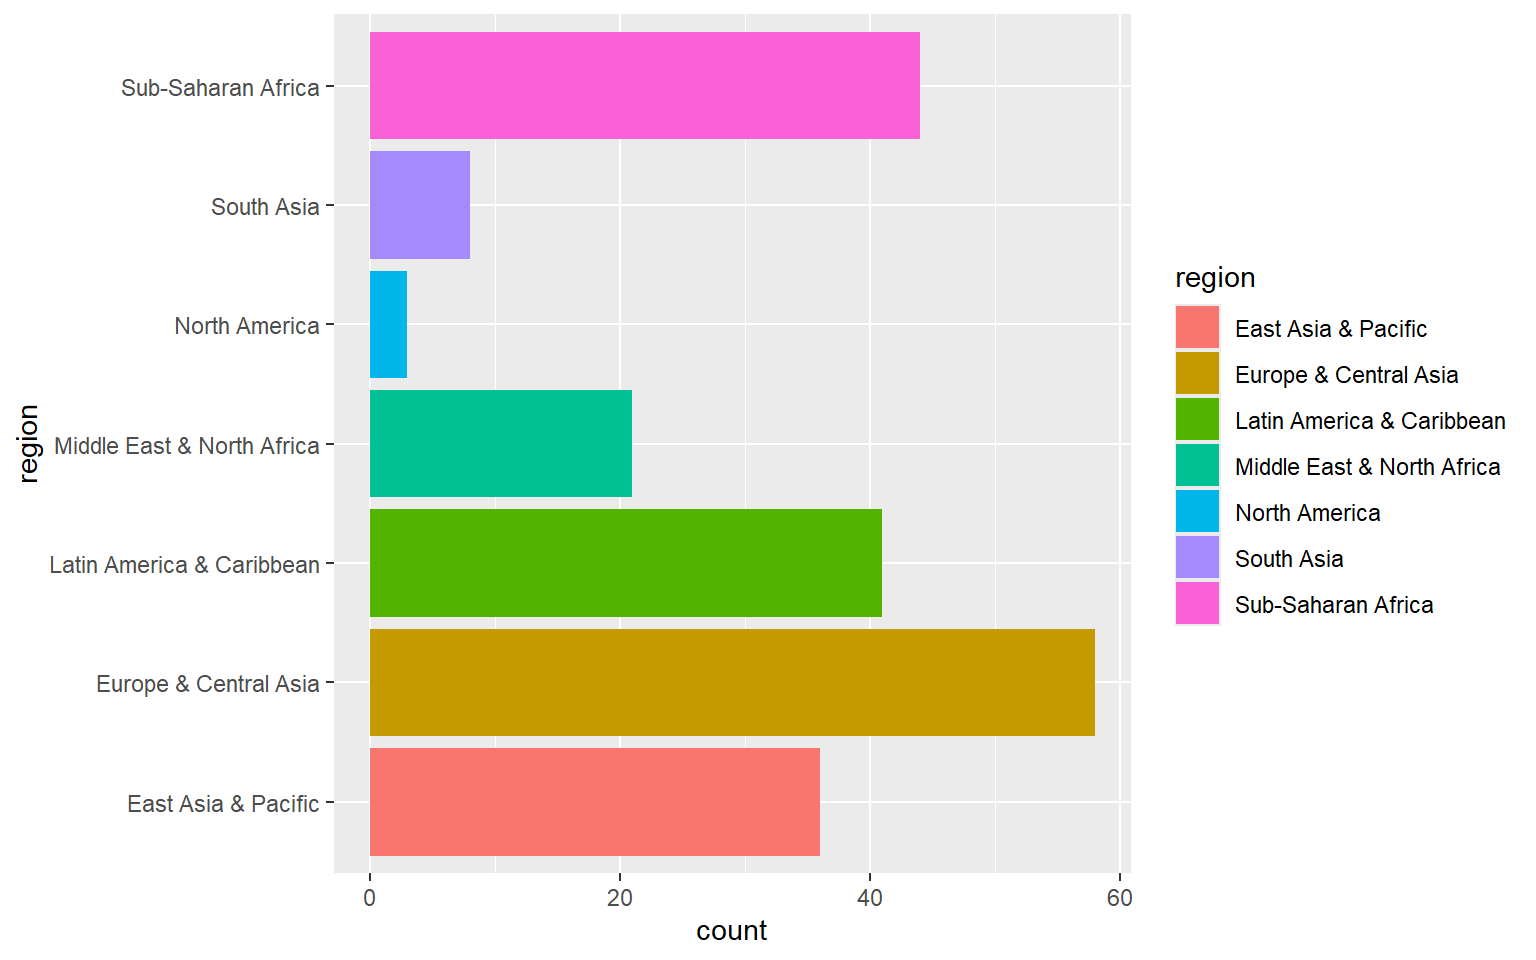 Sub-Saharan Africa
South Asia
North America
Middle East & North Africa
Latin America & Caribbean
Europe & Central Asia
East Asia & Pacific
region
0
20
40
60
count
region
East Asia & Pacific
Europe & Central Asia
Latin America & Caribbean
Middle East & North Africa
North America
South Asia
Sub-Saharan Africa